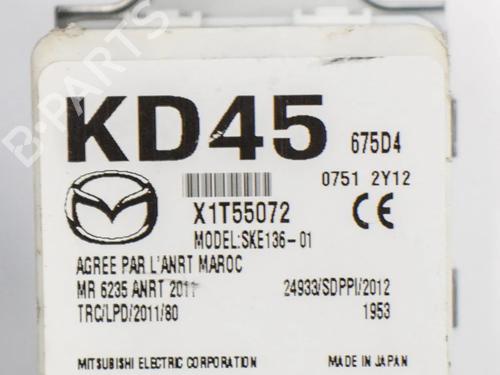 B-PARTS
KD45 675D4
0751 2Y12
X1T55072 CE
MODEL:SKE136-01
AGREE PAR L'ANRT MAROC
MR 6235 ANRT 2011 24933/SDPPI/2012
TRC/LPD/2011/80 1953
MITSUBISHI ELECTRIC CORPORATION MADE IN JAPAN